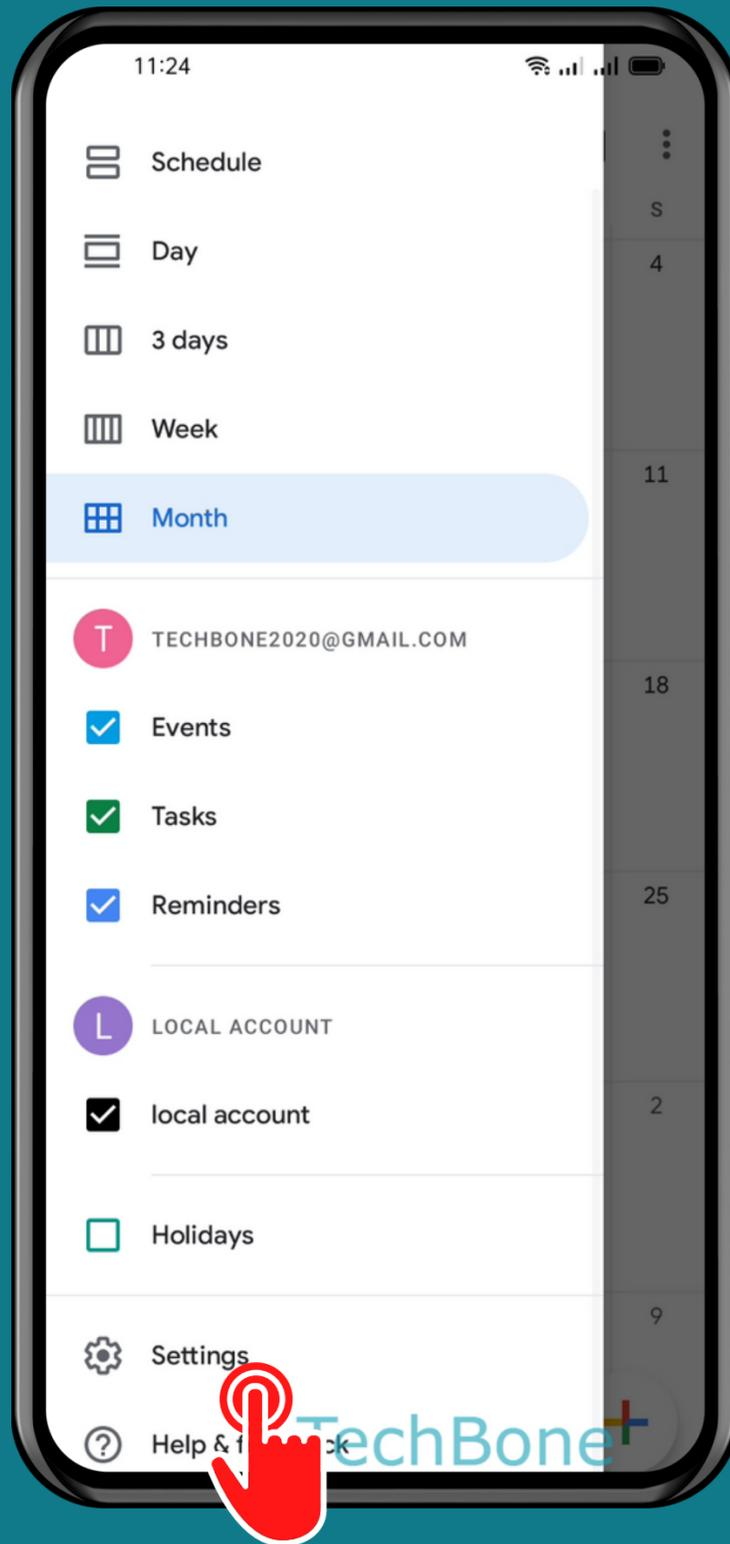 11:24
Schedule
S
Day
4
3 days
Week
11
Month
T TECHBONE2020@GMAIL.COM
18
Events
Tasks
25
Reminders
L LOCAL ACCOUNT
local account
2
Holidays
9
Settings
Help &
TechBone